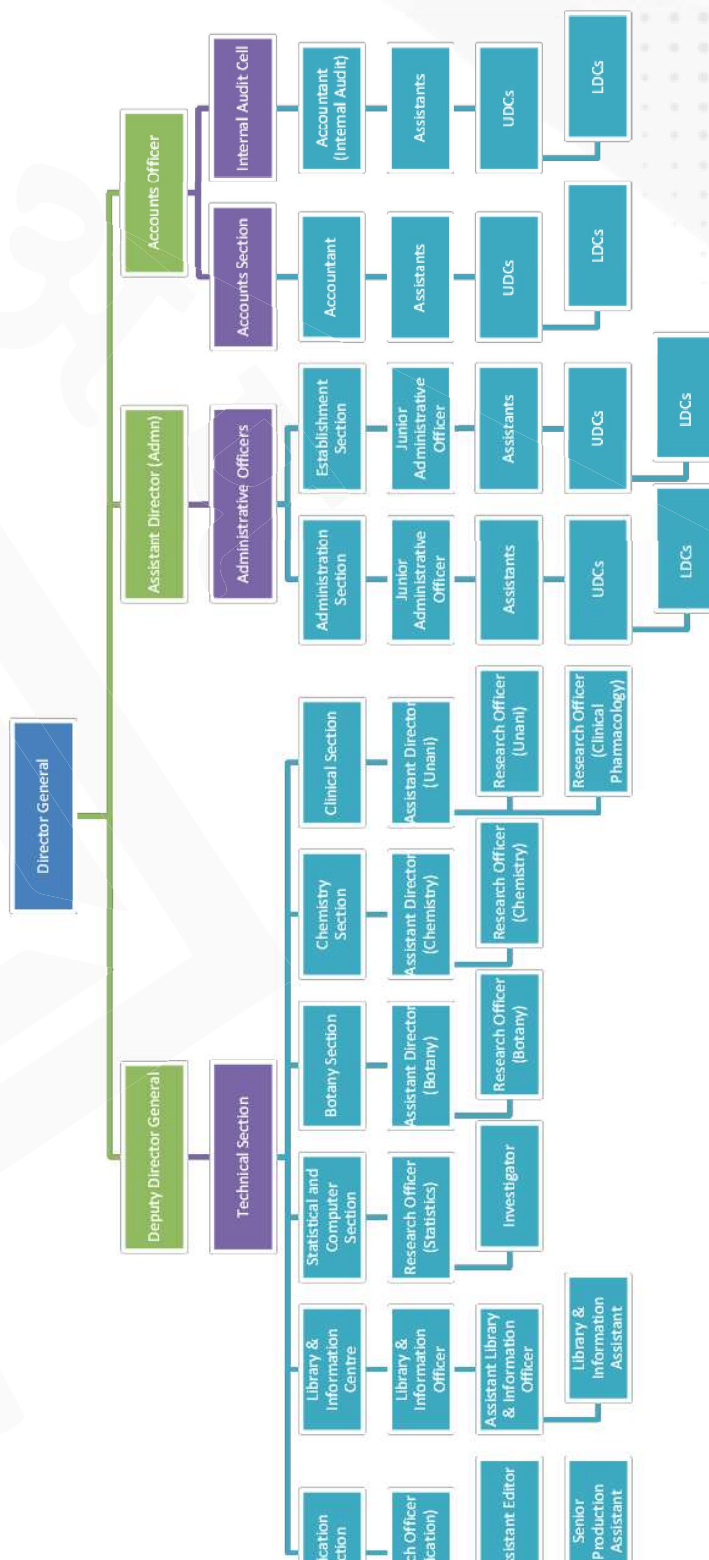 Director General
Deputy Director General
Assistant Director (Admin)
Accounts Officer
Technical Section
Administrative Officers
Accounts Section
Internal Audit Cell
Library &
Information
Centre
Statistical and
Computer
Section
Botany Section
Chemistry
Section
Clinical Section
Administration
Section
Establishment
Section
Accountant
Accountant
(Internal Audit)
Library &
Information
Officer
Research Officer
(Statistics)
Assistant Director
(Botany)
Assistant Director
(Chemistry)
Assistant Director
(Unani)
Junior
Administrative
Officer
Junior
Administrative
Officer
Assistants
Assistants
Editor
Assistant Library
& Information
Officer
Investigator
Research Officer
(Botany)
Research Officer
(Chemistry)
Research Officer
(Unani)
Assistants
Assistants
UDCs
UDCs
Senior
Assistant
Library &
Information
Assistant
Research Officer
(Clinical
Pharmacology)
UDCs
UDCs
LDCs
LDCs
LDCs
LDCs